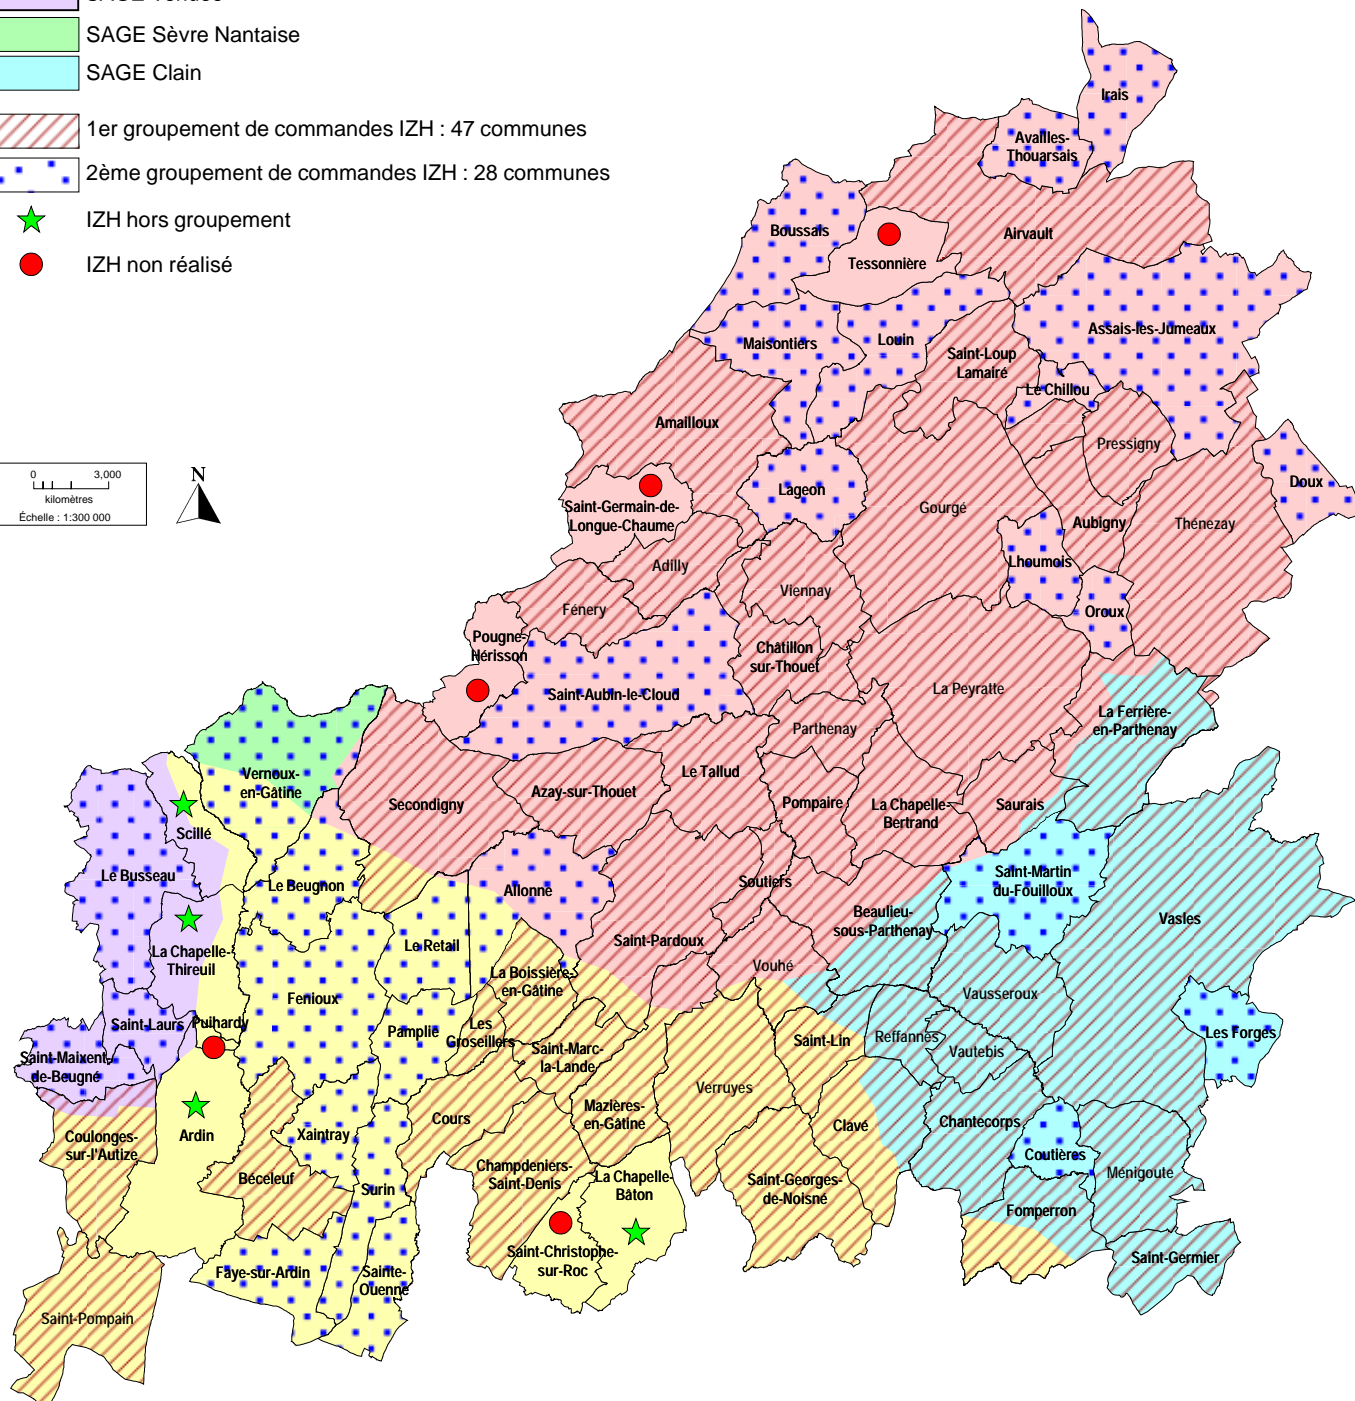 SAGE Vendée
SAGE Sèvre Nantaise
SAGE Clain
1er groupement de commandes IZH : 47 communes
2ème groupement de commandes IZH : 28 communes
IZH hors groupement
IZH non réalisé
0 3,000
kilomètres
Échelle : 1:300 000
N
Irais
Availles-
Thouarsais
Boussais
Airvault
Tessonnière
Assais-les-Jumeaux
Maisontiers
Louin
Saint-Loup
Lamairé
Le Chillou
Amailloux
Pressigny
Lageon
Doux
Saint-Germain-de-
Longue-Chaume
Gourgé
Aubigny
Thénezay
Adilly
Lhoumois
Viennay
Fénery
Oroux
Pougne-
Hérisson
Châtillon
sur-Thouet
Saint-Aubin-le-Cloud
La Peyratte
La Ferrière-
en-Parthenay
Parthenay
Vernoux-
en-Gâtine
Le Tallud
Secondigny
Azay-sur-Thouet
Pompaire
La Chapelle-
Bertrand
Saurais
Scillé
Le Busseau
Le Beugnon
Allonne
Soutiefs
Saint-Martin
du-Fouilloux
Beaulieu-
sous-Parthenay
Vasles
La Chapelle-
Thireuil
Le Retail
Saint-Pardoux
Vouhé
La Boissière-
en-Gâtine
Fenioux
Vausseroux
Saint-Laurs
Puihardy
Pamplie
Les
Groseillers
Saint-Lin
Reffannes
Les Forges
Saint-Maixent-
de-Beugné
Saint-Marc-
la-Lande
Vautebis
Verruyes
Ardin
Xaintray
Cours
Mazières-
en-Gâtine
Clavé
Chantecorps
Coulonges-
sur-l'Autize
Coutières
Béceleuf
Champdeniers-
Saint-Denis
La Chapelle-
Bâton
Saint-Georges-
de-Noisné
Ménigoute
Surin
Fomperron
Saint-Christophe-
sur-Roc
Saint-Germier
Faye-sur-Ardin
Sainte-
Ouenne
Saint-Pompain